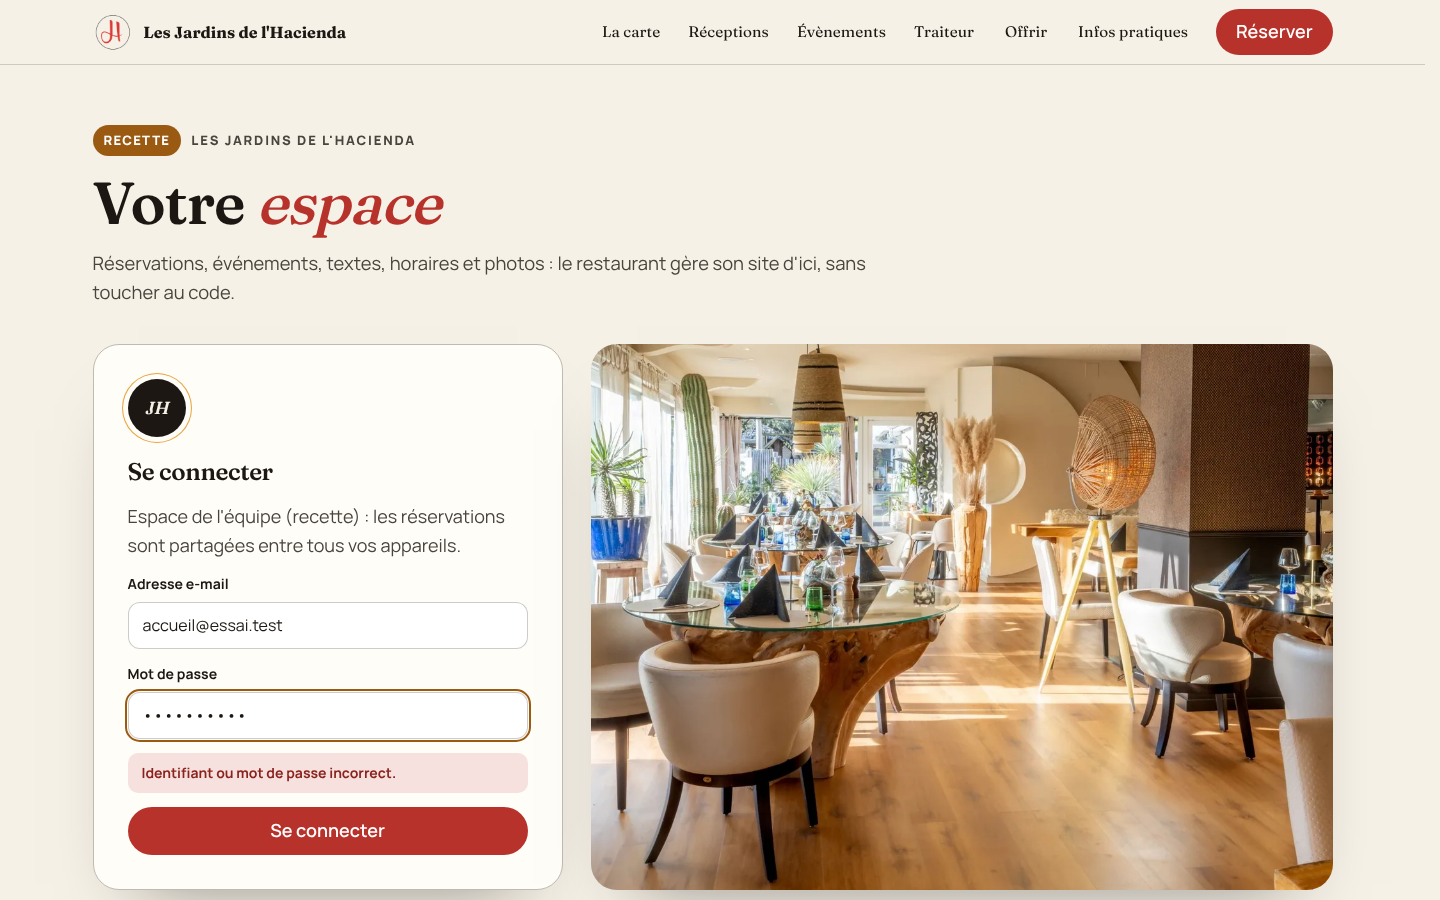 Les Jardins de l'Hacienda
La carte
Réceptions
Évènements
Traiteur
Offrir
Infos pratiques
Réserver
RECETTE LES JARDINS DE L'HACIENDA
Votre espace
Réservations, événements, textes, horaires et photos : le restaurant gère son site d'ici, sans
toucher au code.
JH
Se connecter
Espace de l'équipe (recette) : les réservations
sont partagées entre tous vos appareils.
Adresse e-mail
accueil@essai.test
Mot de passe
••••••••••
Identifiant ou mot de passe incorrect.
Se connecter